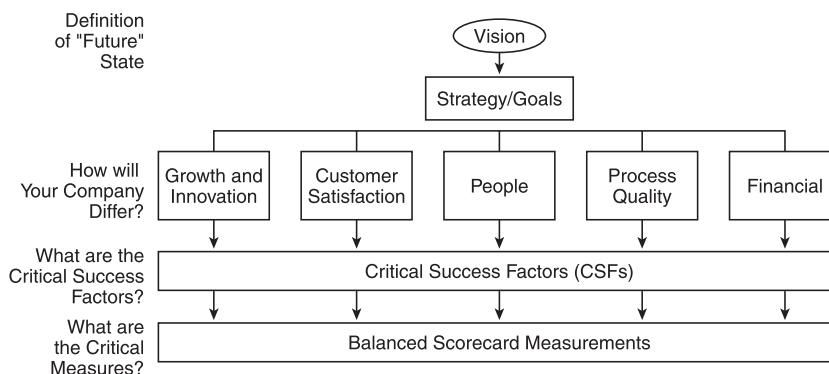 Definition
of "Future"
State
Vision
Strategy/Goals
How will
Your Company
Differ?
Growth and
Innovation
Customer
Satisfaction
People
Process
Quality
Financial
What are the
Critical Success
Factors?
Critical Success Factors (CSFs)
What are
the Critical
Measures?
Balanced Scorecard Measurements